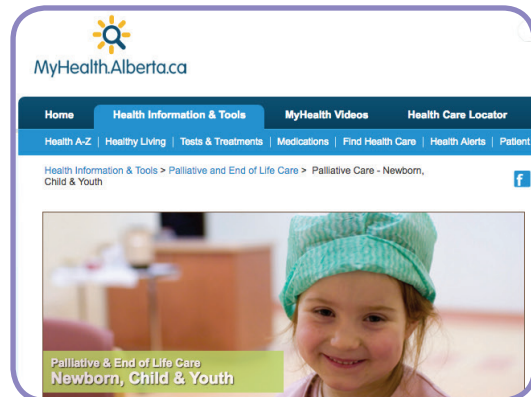 MyHealth.Alberta.ca
Home Health Information & Tools MyHealth Videos Health Care Locator
Health A-Z | Healthy Living | Tests & Treatments | Medications | Find Health Care | Health Alerts | Patient
Health Information & Tools > Palliative and End of Life Care > Palliative Care - Newborn,
Child & Youth
f
Palliative & End of Life Care
Newborn, Child & Youth